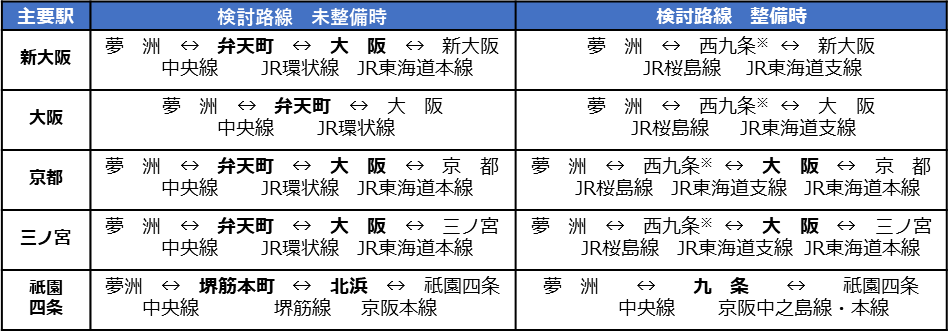 主要駅 検討路線 未整備時 検討路線 整備時
新大阪 夢 洲 ↔ 弁天町 ↔ 大 阪 ↔ 新大阪 夢 洲 ↔ 西九条※ ↔ 新大阪
中央線 JR環状線 JR東海道本線 JR桜島線 JR東海道支線
大阪 夢 洲 ↔ 弁天町 ↔ 大 阪 夢 洲 ↔ 西九条※ ↔ 大 阪
中央線 JR環状線 JR桜島線 JR東海道支線
京都 夢 洲 ↔ 弁天町 ↔ 大 阪 ↔ 京 都 夢 洲 ↔ 西九条※ ↔ 大 阪 ↔ 京 都
中央線 JR環状線 JR東海道本線 JR桜島線 JR東海道支線 JR東海道本線
三ノ宮 夢 洲 ↔ 弁天町 ↔ 大 阪 ↔ 三ノ宮 夢 洲 ↔ 西九条※ ↔ 大 阪 ↔ 三ノ宮
中央線 JR環状線 JR東海道本線 JR桜島線 JR東海道支線 JR東海道本線
祇園 夢洲 ↔ 堺筋本町 ↔ 北浜 ↔ 祇園四条 夢 洲 ↔ 九 条 ↔ 祇園四条
四条 中央線 堺筋線 京阪本線 中央線 京阪中之島線・本線